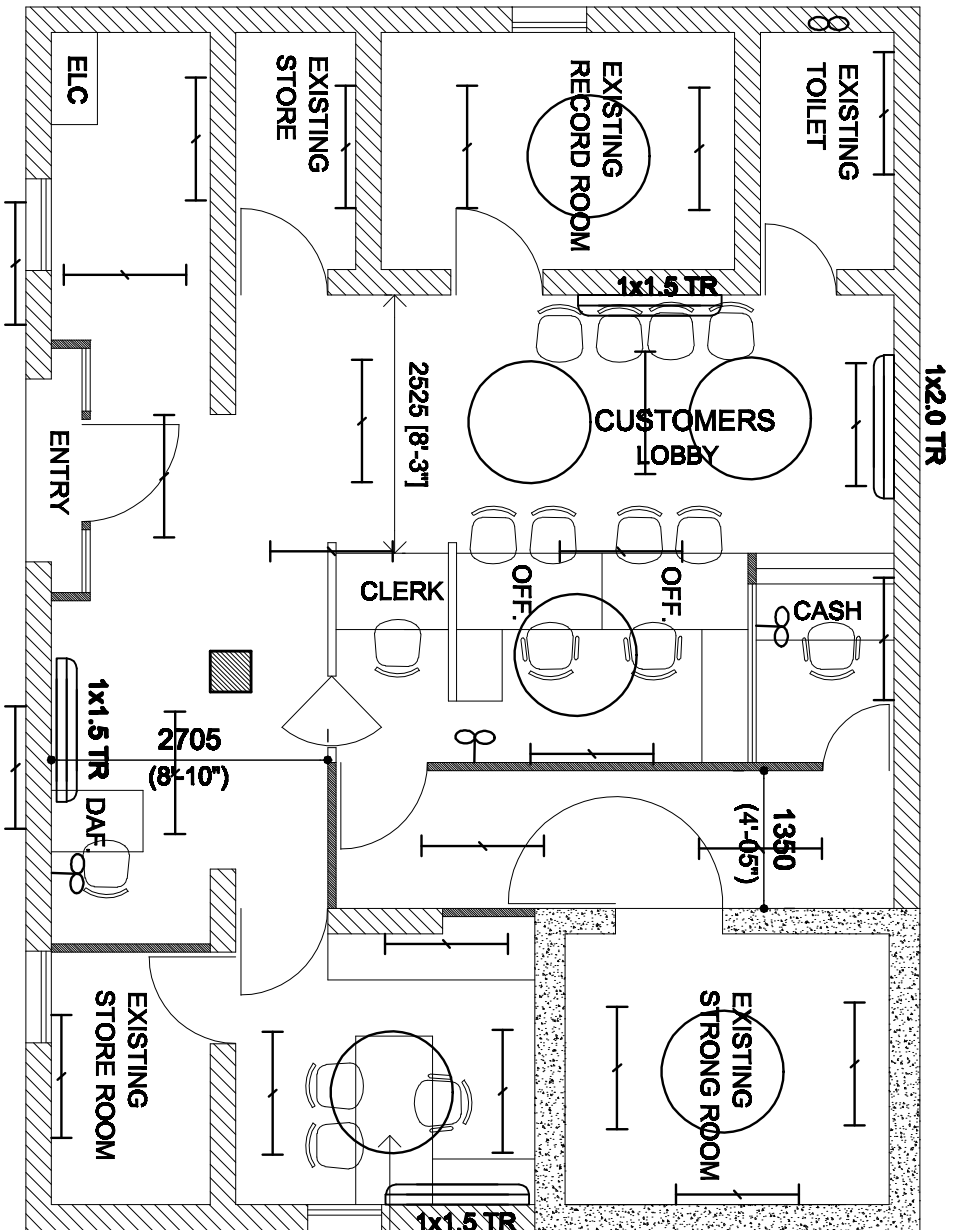 ELC
EXISTING
STORE
EXISTING
RECORD ROOM
EXISTING
TOILET
1x1.5 TR
1x2.0 TR
2525 [8'-3"]
CUSTOMERS
LOBBY
ENTRY
CLERK
OFF.
OFF.
CASH
1x1.5 TR
2705
(8'-10")
DAF.
1350
(4'-05")
EXISTING
STORE ROOM
EXISTING
STRONG ROOM
1x1.5 TR